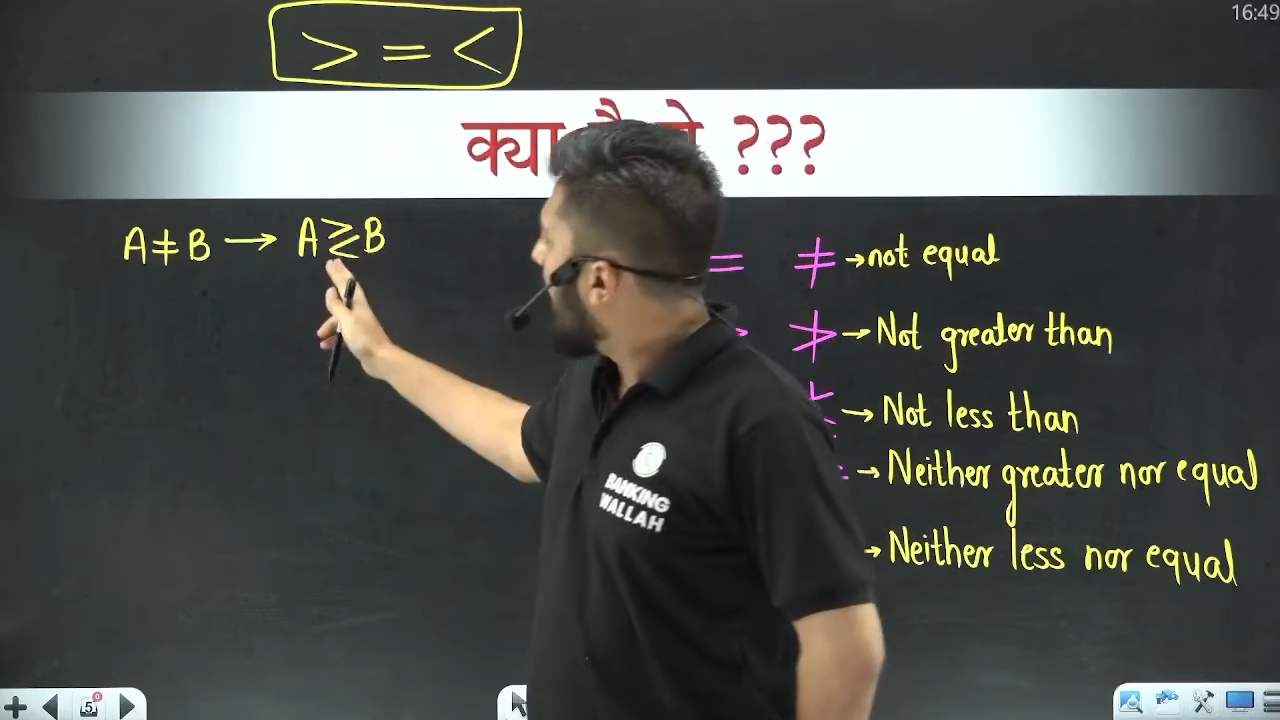 16:49
> = <
क्या ???
A ≠ B → A ≷ B
= ≠ → not equal
≯ → Not greater than
→ Not less than
→ Neither greater nor equal
→ Neither less nor equal
BANKING
WALLAH
5
0